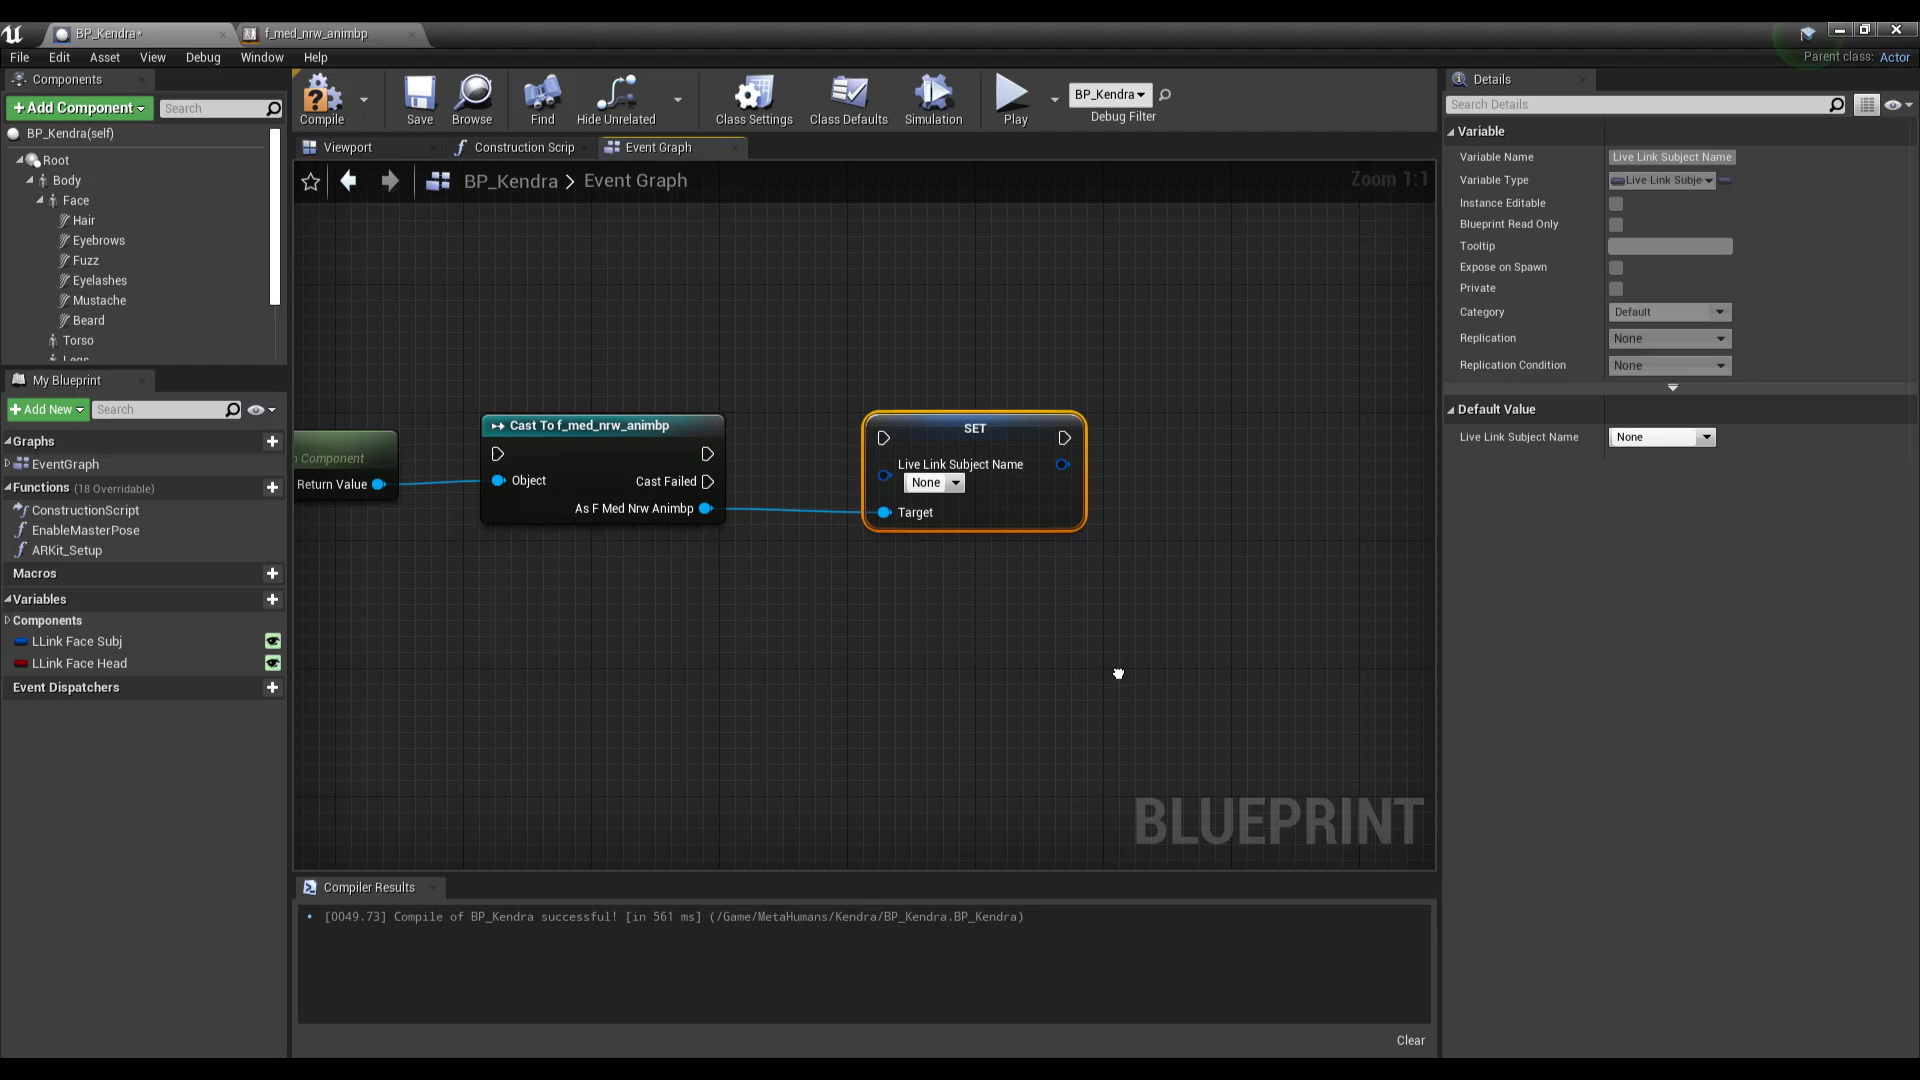 BP_Kendra*
f_med_nrw_animbp
File Edit Asset View Debug Window Help
Parent class: Actor
Components
+Add Component
Search
BP_Kendra(self)
Root
Body
Face
Hair
Eyebrows
Fuzz
Eyelashes
Mustache
Beard
Torso
Legs
My Blueprint
+Add New
Search
Graphs
EventGraph
Functions (18 Overridable)
ConstructionScript
EnableMasterPose
ARKit_Setup
Macros
Variables
Components
LLink Face Subj
LLink Face Head
Event Dispatchers
Compile
Save
Browse
Find
Hide Unrelated
Class Settings
Class Defaults
Simulation
Play
BP_Kendra
Debug Filter
Viewport
Construction Scrip
Event Graph
BP_Kendra > Event Graph
Zoom 1:1
n Component
Return Value
Cast To f_med_nrw_animbp
Object
Cast Failed
As F Med Nrw Animbp
SET
Live Link Subject Name
None
Target
BLUEPRINT
Compiler Results
[0049.73] Compile of BP_Kendra successful! [in 561 ms] (/Game/MetaHumans/Kendra/BP_Kendra.BP_Kendra)
Clear
Details
Search Details
Variable
Variable Name Live Link Subject Name
Variable Type Live Link Subje
Instance Editable
Blueprint Read Only
Tooltip
Expose on Spawn
Private
Category Default
Replication None
Replication Condition None
Default Value
Live Link Subject Name None